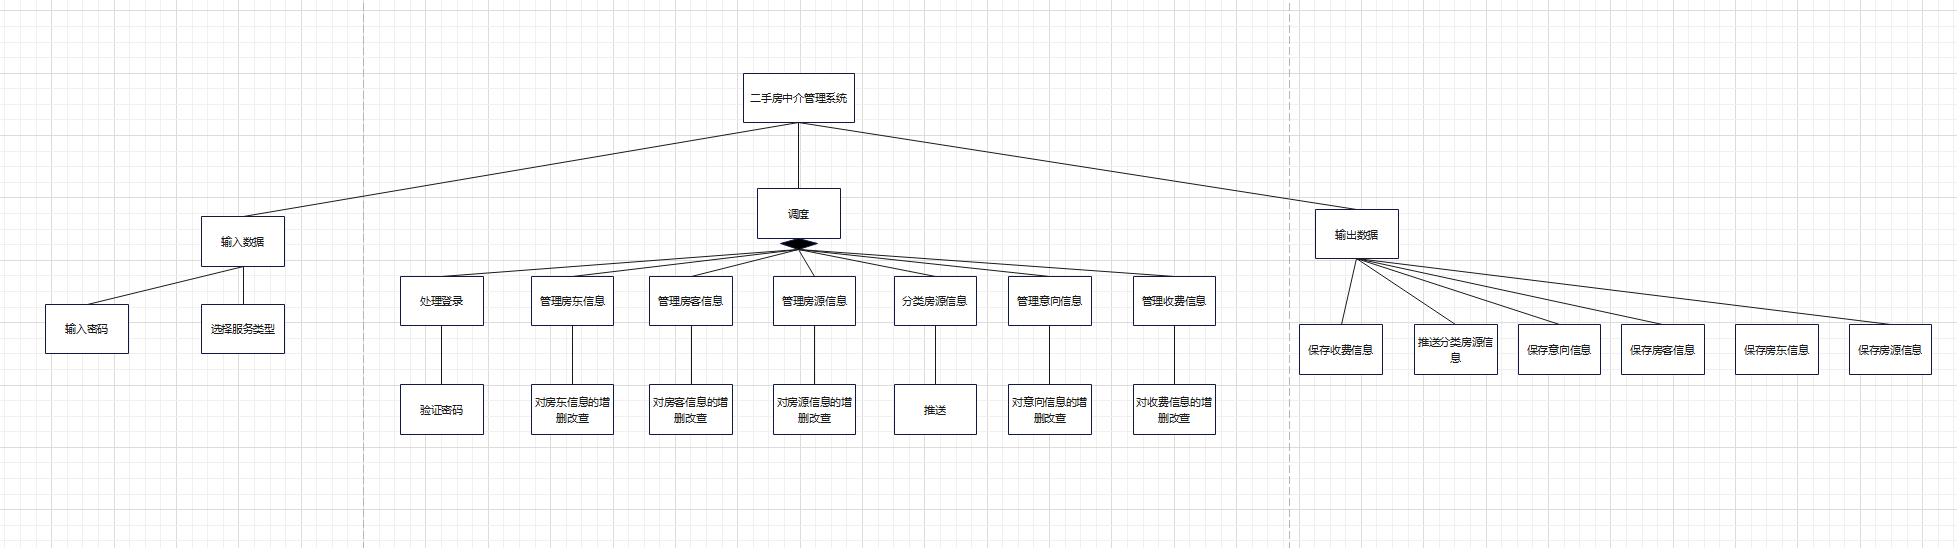 二手房中介管理系统
调度
输入数据
输出数据
处理登录
管理房东信息
管理房客信息
管理房源信息
分类房源信息
管理意向信息
管理收费信息
输入密码
选择服务类型
保存收费信息
推送分类房源信
息
保存意向信息
保存房客信息
保存房东信息
保存房源信息
验证密码
对房东信息的增
删改查
对房客信息的增
删改查
对房源信息的增
删改查
推送
对意向信息的增
删改查
对收费信息的增
删改查